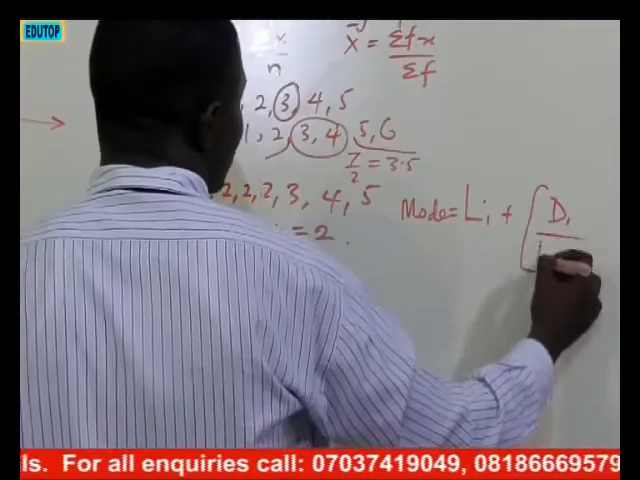 EDUTOP
x̄ = Σfx
Σf
n
2, 3, 4, 5
1, 2, 3, 4, 5, 6
7/2 = 3.5
2, 2, 2, 3, 4, 5
= 2.
Mode = L₁ + [ D₁
ls. For all enquiries call: 07037419049, 08186669579